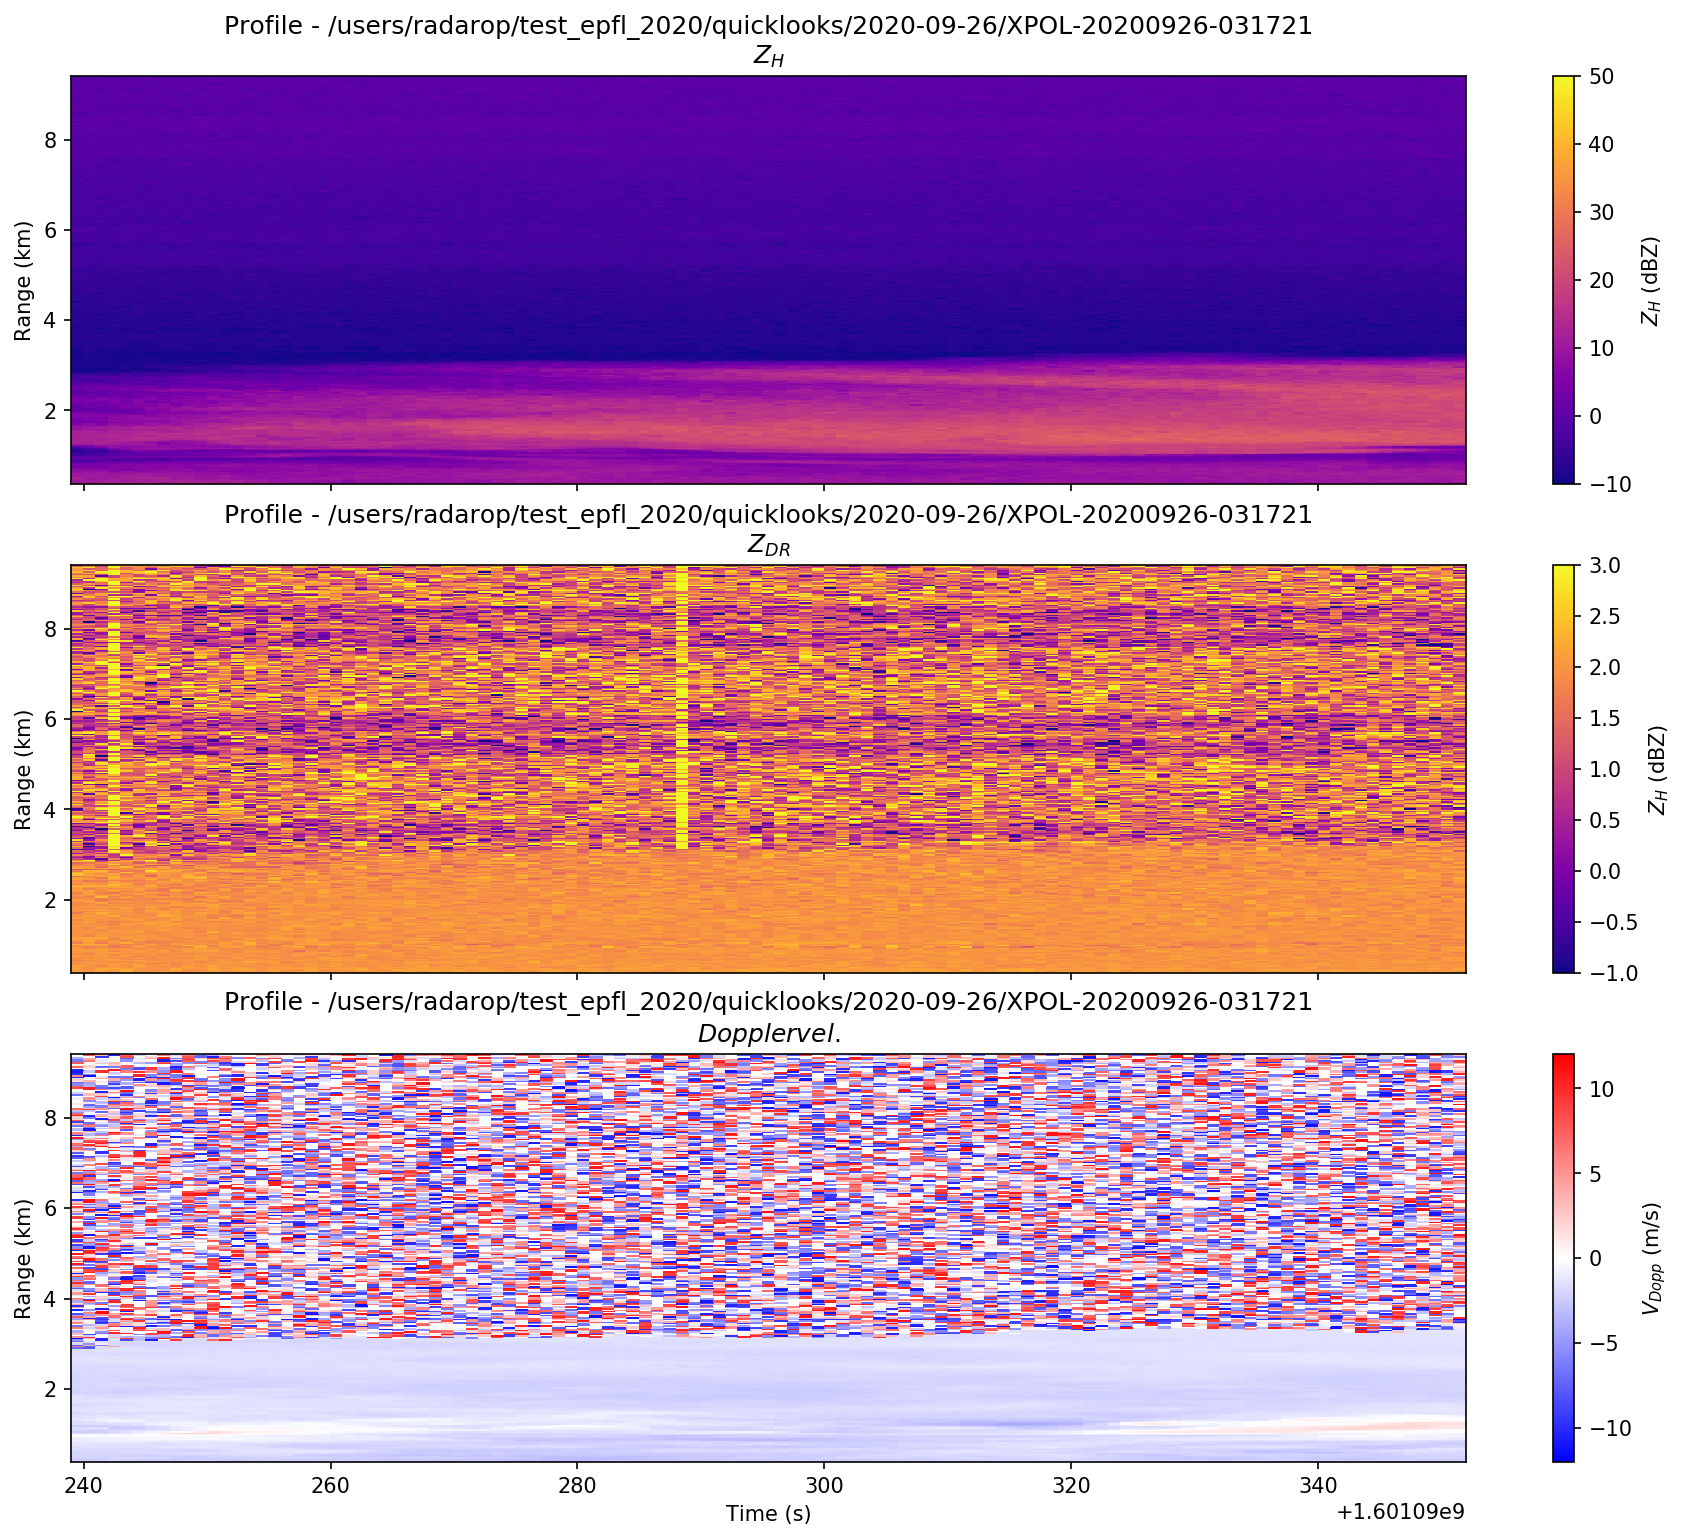 Profile - /users/radarop/test_epfl_2020/quicklooks/2020-09-26/XPOL-20200926-031721
Z_H
Range (km)
8
6
4
2
50
40
30
20
10
0
−10
Z_H (dBZ)
Profile - /users/radarop/test_epfl_2020/quicklooks/2020-09-26/XPOL-20200926-031721
Z_DR
Range (km)
8
6
4
2
3.0
2.5
2.0
1.5
1.0
0.5
0.0
−0.5
−1.0
Z_H (dBZ)
Profile - /users/radarop/test_epfl_2020/quicklooks/2020-09-26/XPOL-20200926-031721
Dopplervel.
Range (km)
8
6
4
2
10
5
0
−5
−10
V_Dopp (m/s)
240 260 280 300 320 340
Time (s)
+1.60109e9